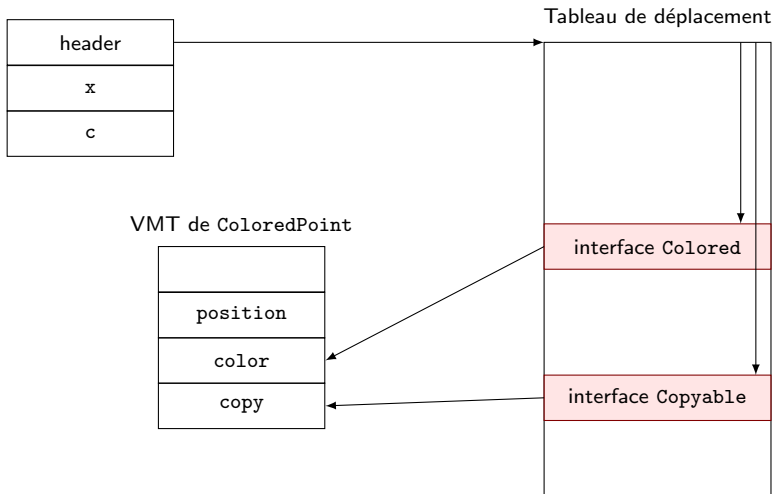 Tableau de déplacement
header
x
c
VMT de ColoredPoint
interface Colored
position
color
copy
interface Copyable